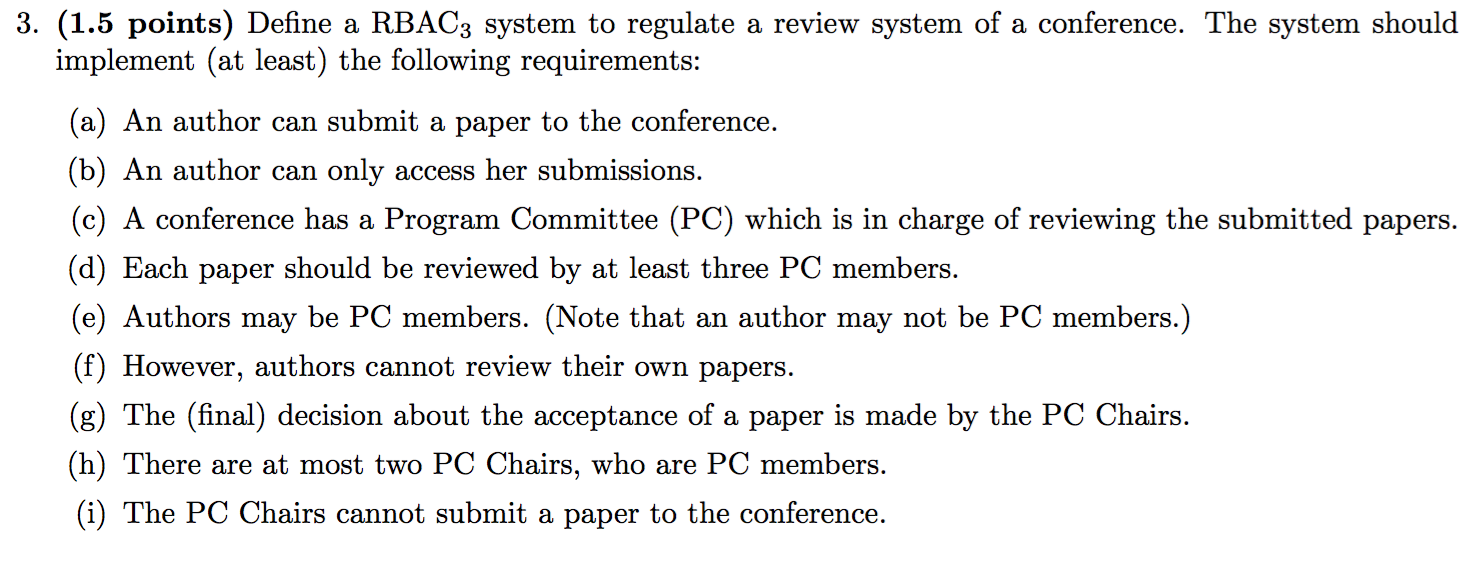 3. (1.5 points) Define a RBAC₃ system to regulate a review system of a conference. The system should
implement (at least) the following requirements:
(a) An author can submit a paper to the conference.
(b) An author can only access her submissions.
(c) A conference has a Program Committee (PC) which is in charge of reviewing the submitted papers.
(d) Each paper should be reviewed by at least three PC members.
(e) Authors may be PC members. (Note that an author may not be PC members.)
(f) However, authors cannot review their own papers.
(g) The (final) decision about the acceptance of a paper is made by the PC Chairs.
(h) There are at most two PC Chairs, who are PC members.
(i) The PC Chairs cannot submit a paper to the conference.